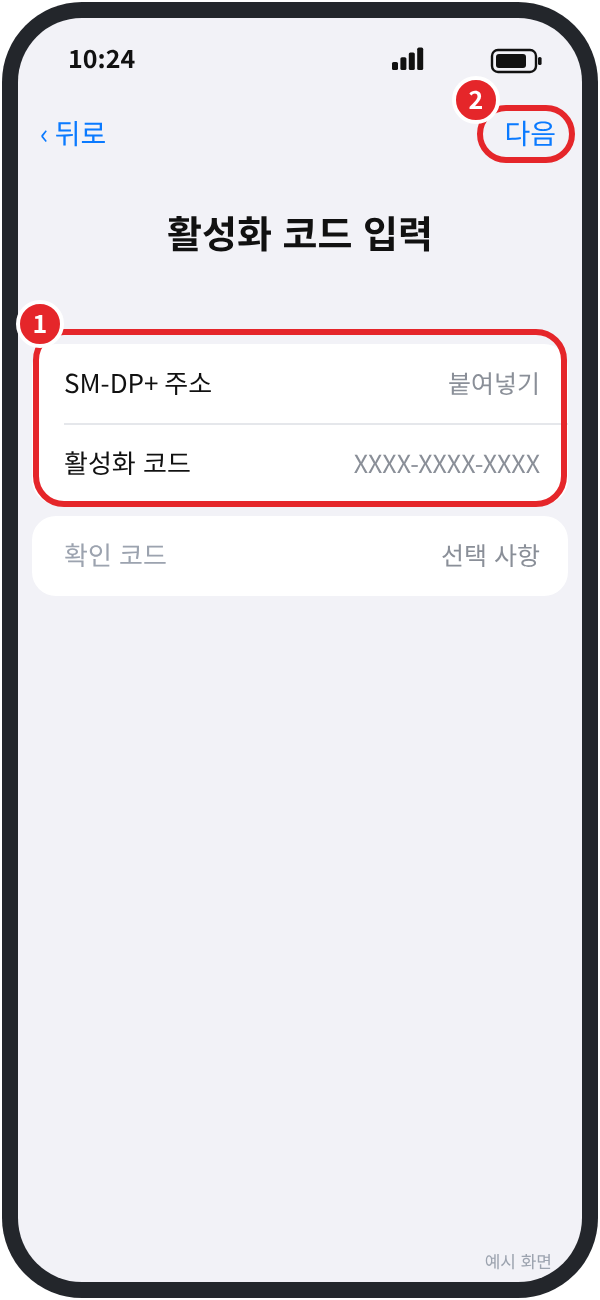 10:24
2
‹ 뒤로
다음
활성화 코드 입력
1
SM-DP+ 주소
붙여넣기
활성화 코드
XXXX-XXXX-XXXX
확인 코드
선택 사항
예시 화면